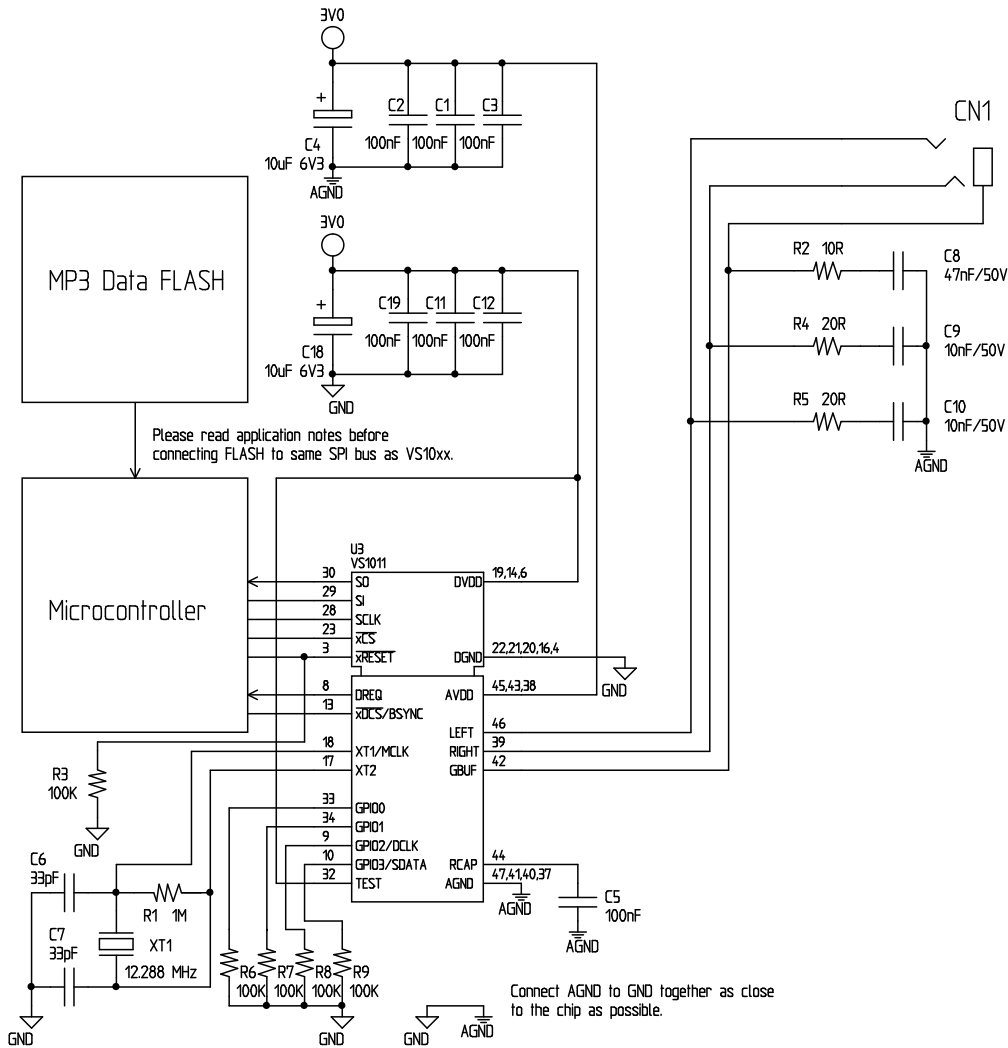 3V0
C2
C1
C3
+
C4
10uF 6V3
100nF
100nF
100nF
AGND
CN1
MP3 Data FLASH
3V0
C19
C11
C12
+
C18
10uF 6V3
100nF
100nF
100nF
GND
R2 10R
C8
47nF/50V
R4 20R
C9
10nF/50V
R5 20R
C10
10nF/50V
AGND
Please read application notes before
connecting FLASH to same SPI bus as VS10xx.
Microcontroller
U3
VS1011
30 SO
29 SI
28 SCLK
23 xCS
3 xRESET
8 DREQ
13 xDCS/BSYNC
18 XT1/MCLK
17 XT2
33 GPIO0
34 GPIO1
9 GPIO2/DCLK
10 GPIO3/SDATA
32 TEST
DVDD 19,14,6
DGND 22,21,20,16,4
GND
AVDD 45,43,38
LEFT 46
RIGHT 39
GBUF 42
RCAP 44
AGND 47,41,40,37
AGND
C5
100nF
AGND
R3
100K
GND
C6
33pF
R1 1M
C7
33pF
XT1
12.288 MHz
GND
R6
100K
R7
100K
R8
100K
R9
100K
GND
GND
AGND
Connect AGND to GND together as close
to the chip as possible.